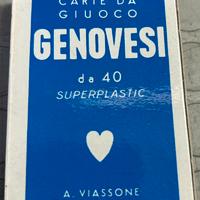 CARTE DA
GIUOCO
GENOVESI
da 40
SUPERPLASTIC
A. VIASSONE